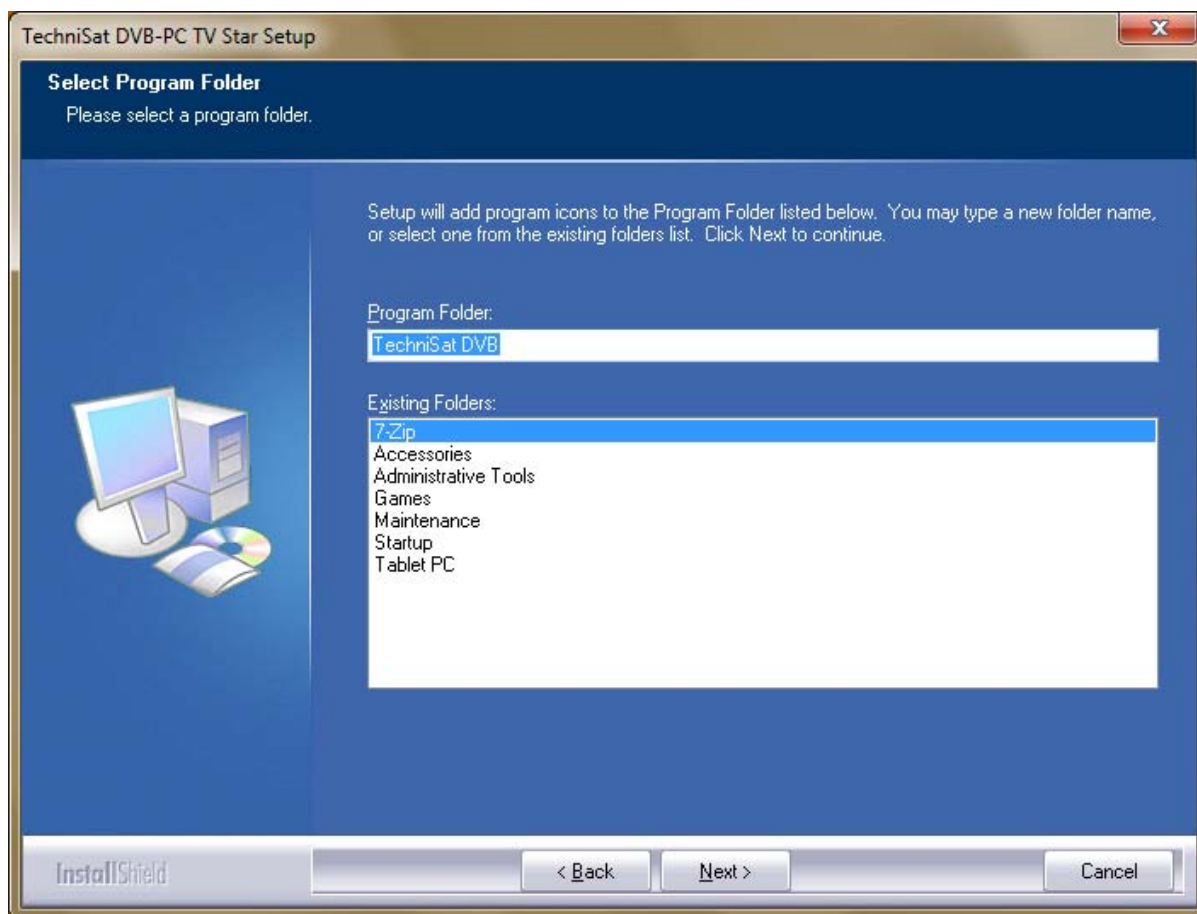 TechniSat DVB-PC TV Star Setup
x
Select Program Folder
Please select a program folder.
Setup will add program icons to the Program Folder listed below. You may type a new folder name,
or select one from the existing folders list. Click Next to continue.
Program Folder:
TechniSat DVB
Existing Folders:
7-Zip
Accessories
Administrative Tools
Games
Maintenance
Startup
Tablet PC
InstallShield
< Back
Next >
Cancel